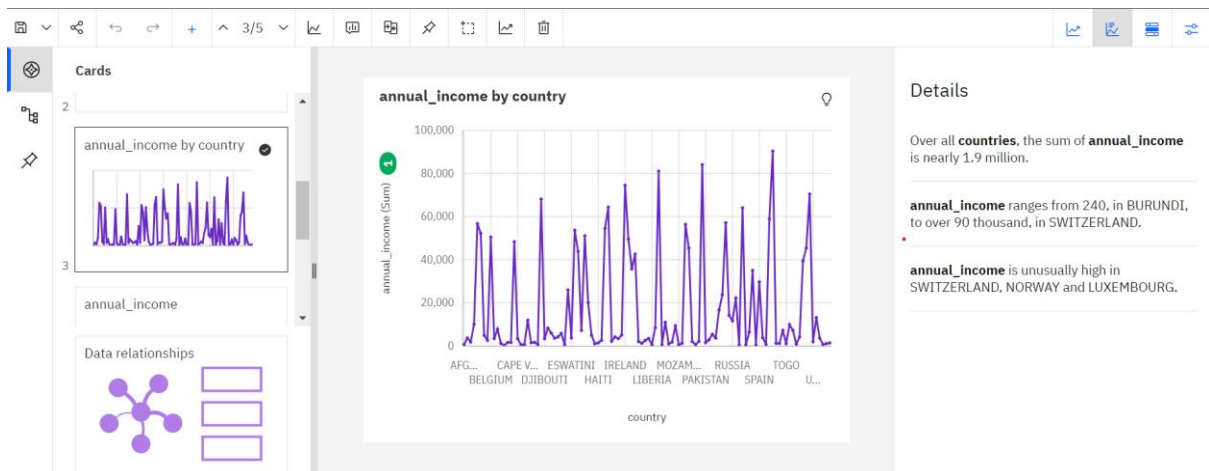 3/5
Cards
2
annual_income by country
3
annual_income
Data relationships
annual_income by country
100,000
80,000
60,000
40,000
20,000
0
annual_income (Sum)
1
AFG... CAPE V... ESWATINI IRELAND MOZAM... RUSSIA TOGO
BELGIUM DJIBOUTI HAITI LIBERIA PAKISTAN SPAIN U...
country
Details
Over all countries, the sum of annual_income
is nearly 1.9 million.
annual_income ranges from 240, in BURUNDI,
to over 90 thousand, in SWITZERLAND.
annual_income is unusually high in
SWITZERLAND, NORWAY and LUXEMBOURG.